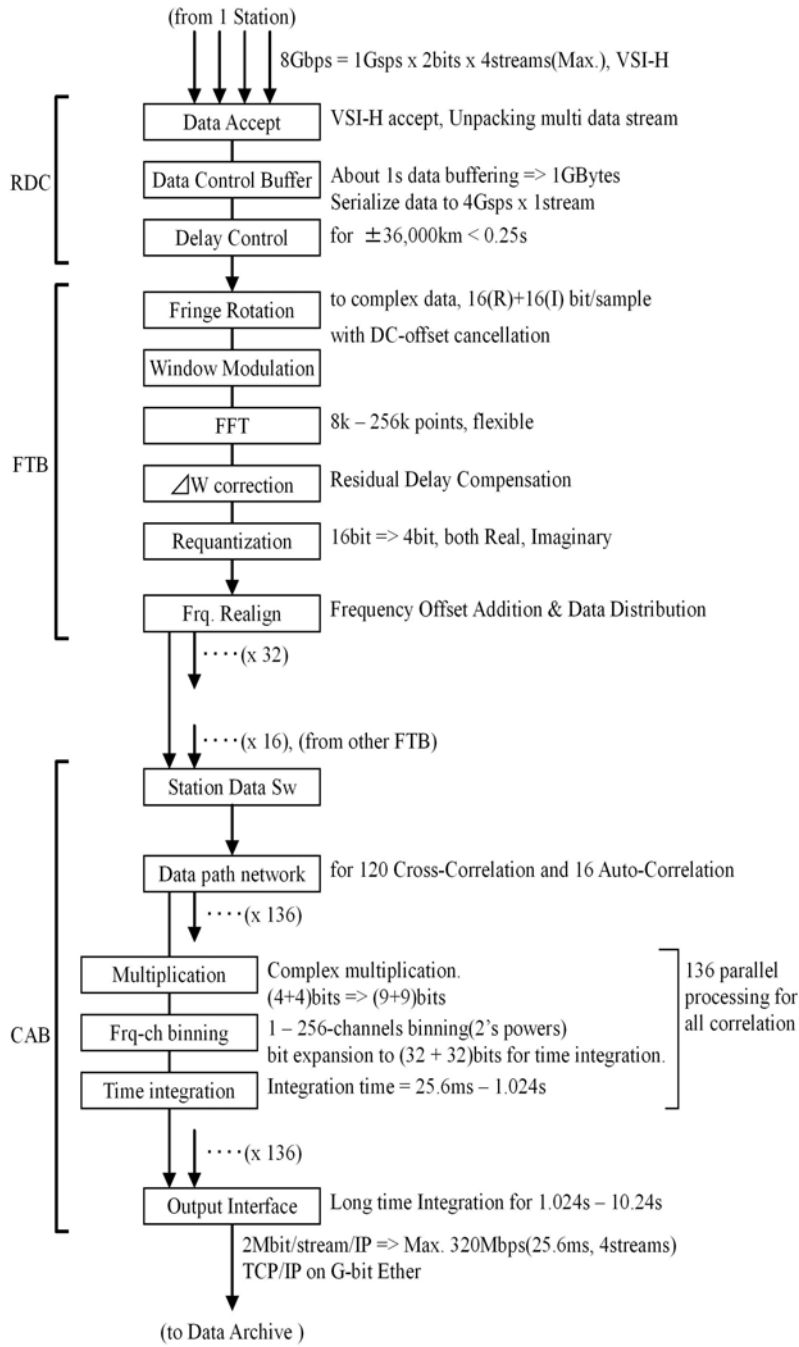 (from 1 Station)
8Gbps = 1Gsps x 2bits x 4streams(Max.), VSI-H
RDC
Data Accept
VSI-H accept, Unpacking multi data stream
Data Control Buffer
About 1s data buffering => 1GBytes
Serialize data to 4Gsps x 1stream
Delay Control
for ±36,000km < 0.25s
FTB
Fringe Rotation
to complex data, 16(R)+16(I) bit/sample
with DC-offset cancellation
Window Modulation
FFT
8k – 256k points, flexible
⊿W correction
Residual Delay Compensation
Requantization
16bit => 4bit, both Real, Imaginary
Frq. Realign
Frequency Offset Addition & Data Distribution
····(x 32)
····(x 16), (from other FTB)
CAB
Station Data Sw
Data path network
for 120 Cross-Correlation and 16 Auto-Correlation
····(x 136)
Multiplication
Complex multiplication.
(4+4)bits => (9+9)bits
Frq-ch binning
1 – 256-channels binning(2's powers)
bit expansion to (32 + 32)bits for time integration.
Time integration
Integration time = 25.6ms – 1.024s
136 parallel
processing for
all correlation
····(x 136)
Output Interface
Long time Integration for 1.024s – 10.24s
2Mbit/stream/IP => Max. 320Mbps(25.6ms, 4streams)
TCP/IP on G-bit Ether
(to Data Archive )